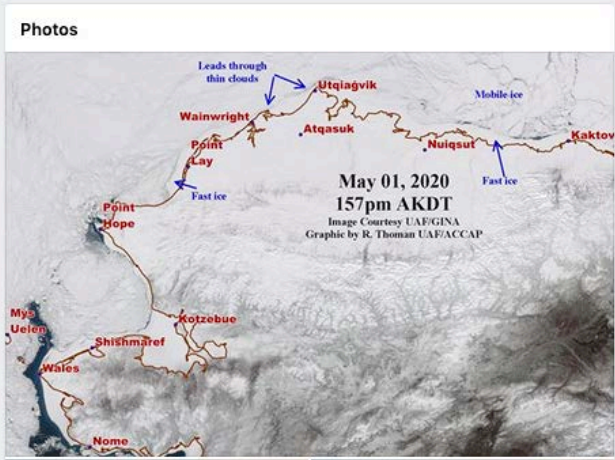 Photos
Leads through
thin clouds
Utqiaġvik
Mobile ice
Wainwright
Atqasuk
Point
Lay
Nuiqsut
Kaktov
Fast ice
Fast ice
May 01, 2020
157pm AKDT
Image Courtesy UAF/GINA
Graphic by R. Thoman UAF/ACCAP
Point
Hope
Mys
Uelen
Kotzebue
Shishmaref
Wales
Nome